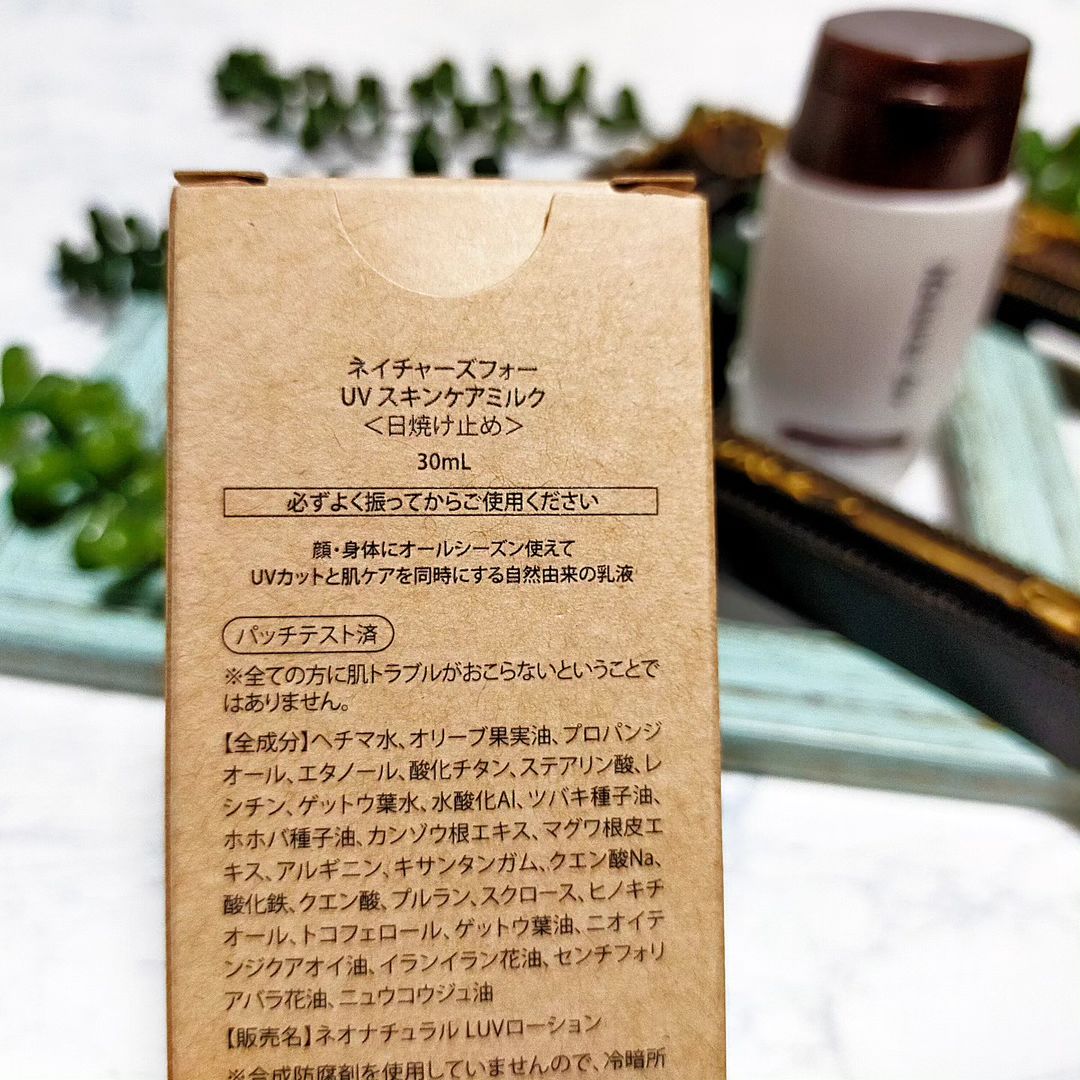 ネイチャーズフォー
UV スキンケアミルク
＜日焼け止め＞
30mL
必ずよく振ってからご使用ください
顔・身体にオールシーズン使えて
UVカットと肌ケアを同時にする自然由来の乳液
パッチテスト済
※全ての方に肌トラブルがおこらないということで
はありません。
【全成分】ヘチマ水、オリーブ果実油、プロパンジ
オール、エタノール、酸化チタン、ステアリン酸、レ
シチン、ゲットウ葉水、水酸化Al、ツバキ種子油、
ホホバ種子油、カンゾウ根エキス、マグワ根皮エ
キス、アルギニン、キサンタンガム、クエン酸Na、
酸化鉄、クエン酸、プルラン、スクロース、ヒノキチ
オール、トコフェロール、ゲットウ葉油、ニオイテ
ンジクアオイ油、イランイラン花油、センチフォリ
アバラ花油、ニュウコウジュ油
【販売名】ネオナチュラル LUVローション
※合成防腐剤を使用していませんので、冷暗所